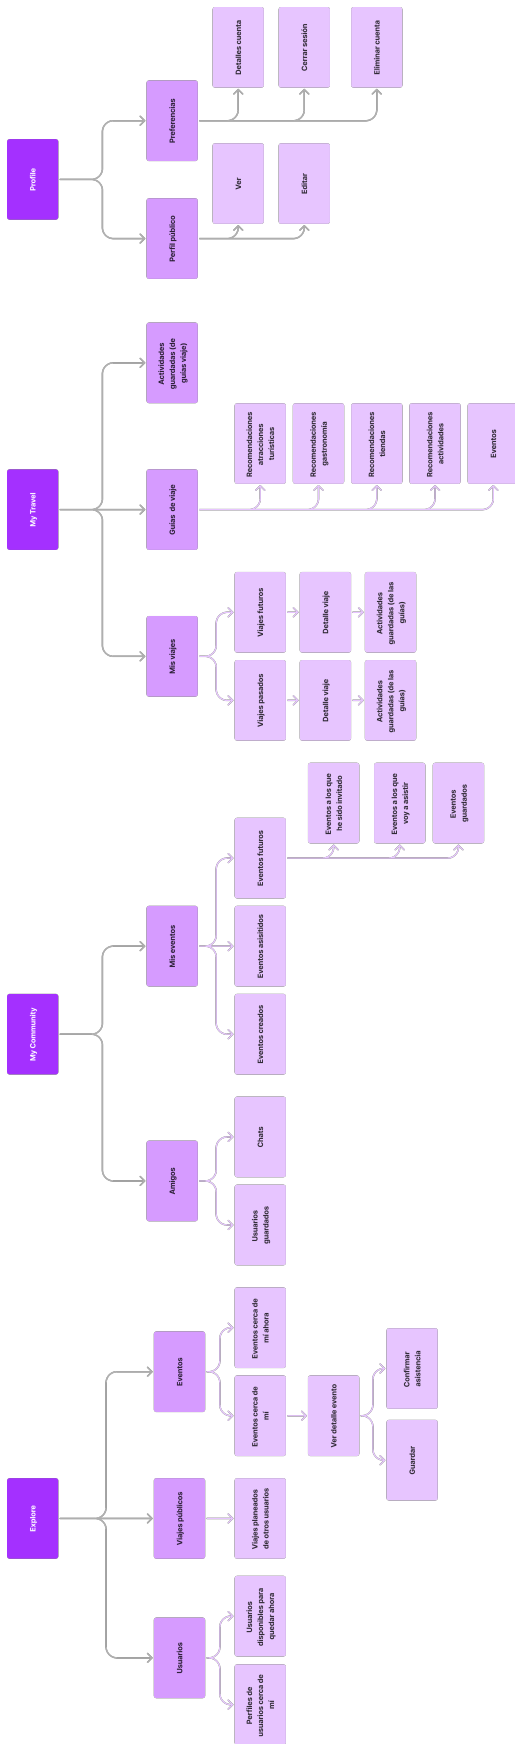 Explore
Usuarios
Perfiles de
usuarios cerca de
mí
Usuarios
disponibles para
quedar ahora
Viajes públicos
Viajes planeados
de otros usuarios
Eventos
Eventos cerca de
mí
Eventos cerca de
mí ahora
Ver detalle evento
Guardar
Confirmar
asistencia
My Community
Amigos
Usuarios
guardados
Chats
Mis eventos
Eventos creados
Eventos asisitidos
Eventos futuros
Eventos a los que
he sido invitado
Eventos a los que
voy a asistir
Eventos
guardados
My Travel
Mis viajes
Viajes pasados
Detalle viaje
Actividades
guardadas (de las
guías)
Viajes futuros
Detalle viaje
Actividades
guardadas (de las
guías)
Guías de viaje
Recomendaciones
atracciones
turísticas
Recomendaciones
gastronomía
Recomendaciones
tiendas
Recomendaciones
actividades
Eventos
Actividades
guardadas (de
guías viaje)
Profile
Perfil público
Ver
Editar
Preferencias
Detalles cuenta
Cerrar sesión
Eliminar cuenta